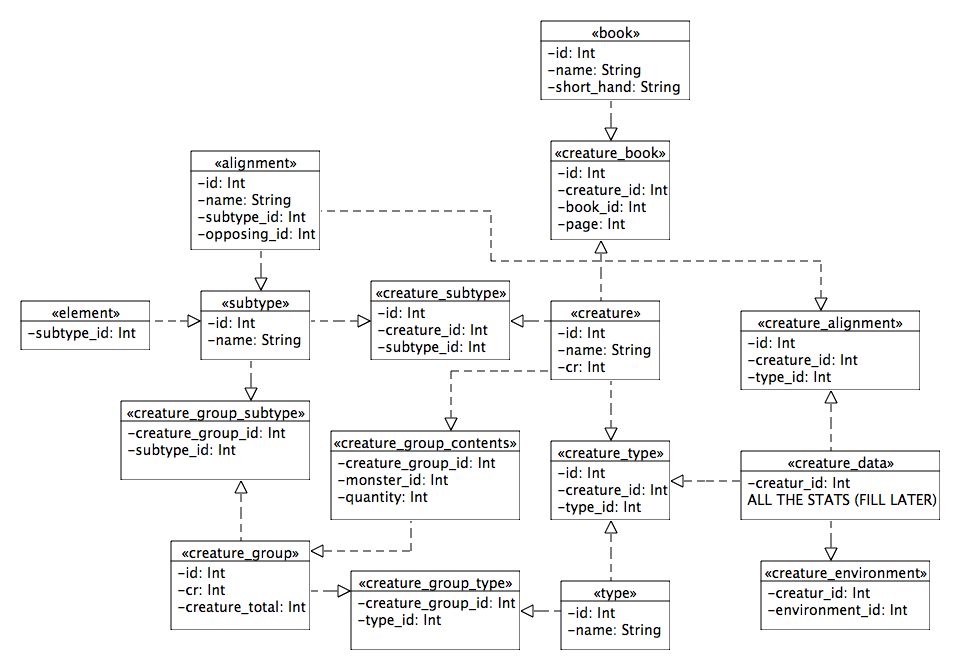 «book»
-id: Int
-name: String
-short_hand: String
«creature_book»
-id: Int
-creature_id: Int
-book_id: Int
-page: Int
«alignment»
-id: Int
-name: String
-subtype_id: Int
-opposing_id: Int
«element»
-subtype_id: Int
«subtype»
-id: Int
-name: String
«creature_subtype»
-id: Int
-creature_id: Int
-subtype_id: Int
«creature»
-id: Int
-name: String
-cr: Int
«creature_alignment»
-id: Int
-creature_id: Int
-type_id: Int
«creature_group_subtype»
-creature_group_id: Int
-subtype_id: Int
«creature_group_contents»
-creature_group_id: Int
-monster_id: Int
-quantity: Int
«creature_type»
-id: Int
-creature_id: Int
-type_id: Int
«creature_data»
-creatur_id: Int
ALL THE STATS (FILL LATER)
«creature_group»
-id: Int
-cr: Int
-creature_total: Int
«creature_group_type»
-creature_group_id: Int
-type_id: Int
«type»
-id: Int
-name: String
«creature_environment»
-creatur_id: Int
-environment_id: Int